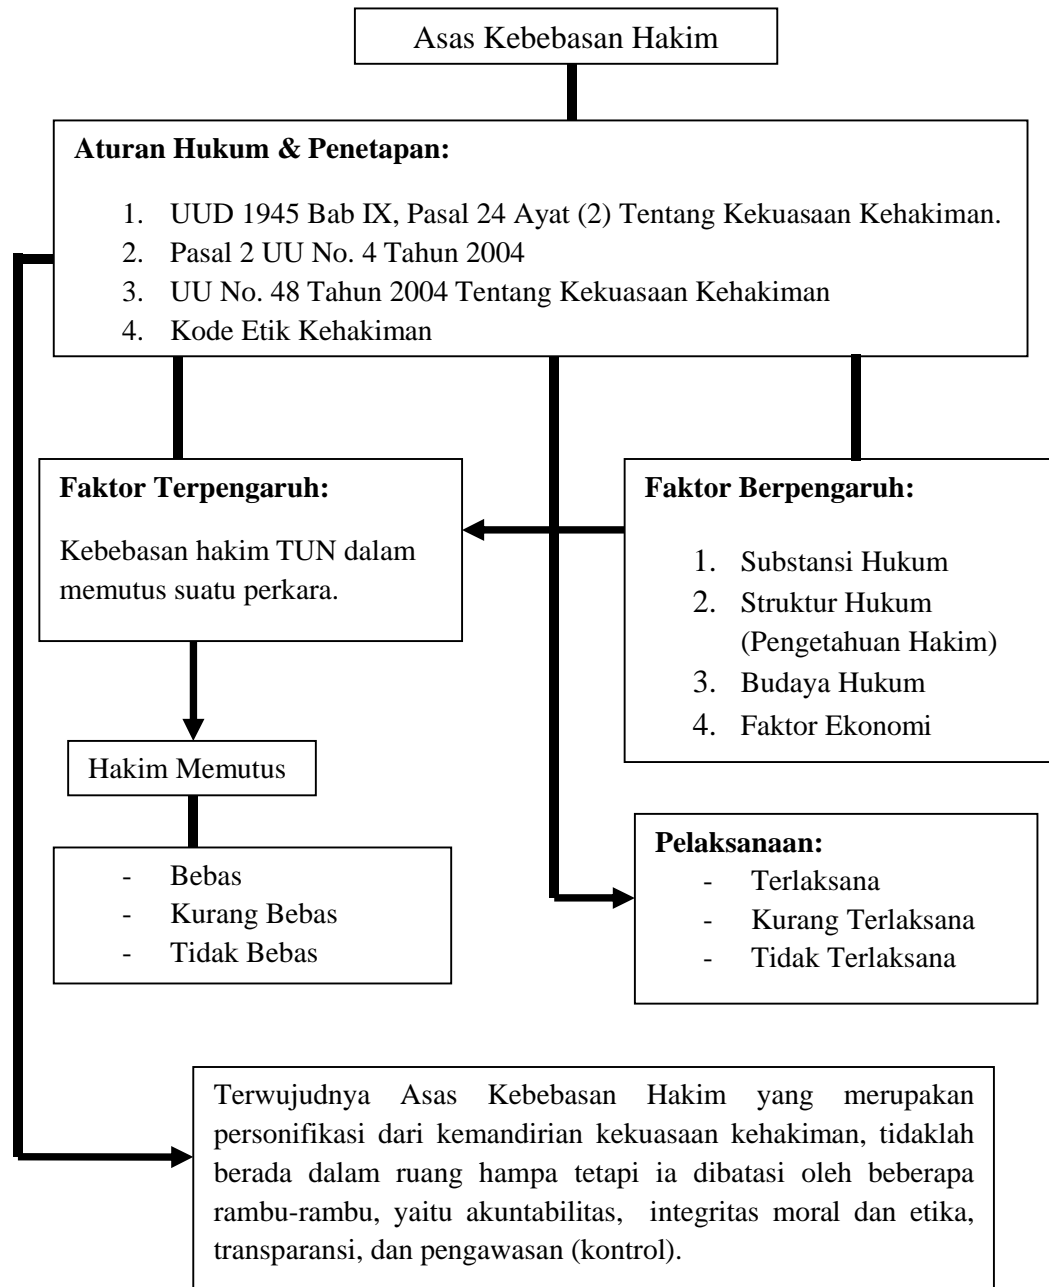 Asas Kebebasan Hakim
Aturan Hukum & Penetapan:
1. UUD 1945 Bab IX, Pasal 24 Ayat (2) Tentang Kekuasaan Kehakiman.
2. Pasal 2 UU No. 4 Tahun 2004
3. UU No. 48 Tahun 2004 Tentang Kekuasaan Kehakiman
4. Kode Etik Kehakiman
Faktor Terpengaruh:
Kebebasan hakim TUN dalam
memutus suatu perkara.
Faktor Berpengaruh:
1. Substansi Hukum
2. Struktur Hukum
(Pengetahuan Hakim)
3. Budaya Hukum
4. Faktor Ekonomi
Hakim Memutus
- Bebas
- Kurang Bebas
- Tidak Bebas
Pelaksanaan:
- Terlaksana
- Kurang Terlaksana
- Tidak Terlaksana
Terwujudnya Asas Kebebasan Hakim yang merupakan
personifikasi dari kemandirian kekuasaan kehakiman, tidaklah
berada dalam ruang hampa tetapi ia dibatasi oleh beberapa
rambu-rambu, yaitu akuntabilitas, integritas moral dan etika,
transparansi, dan pengawasan (kontrol).